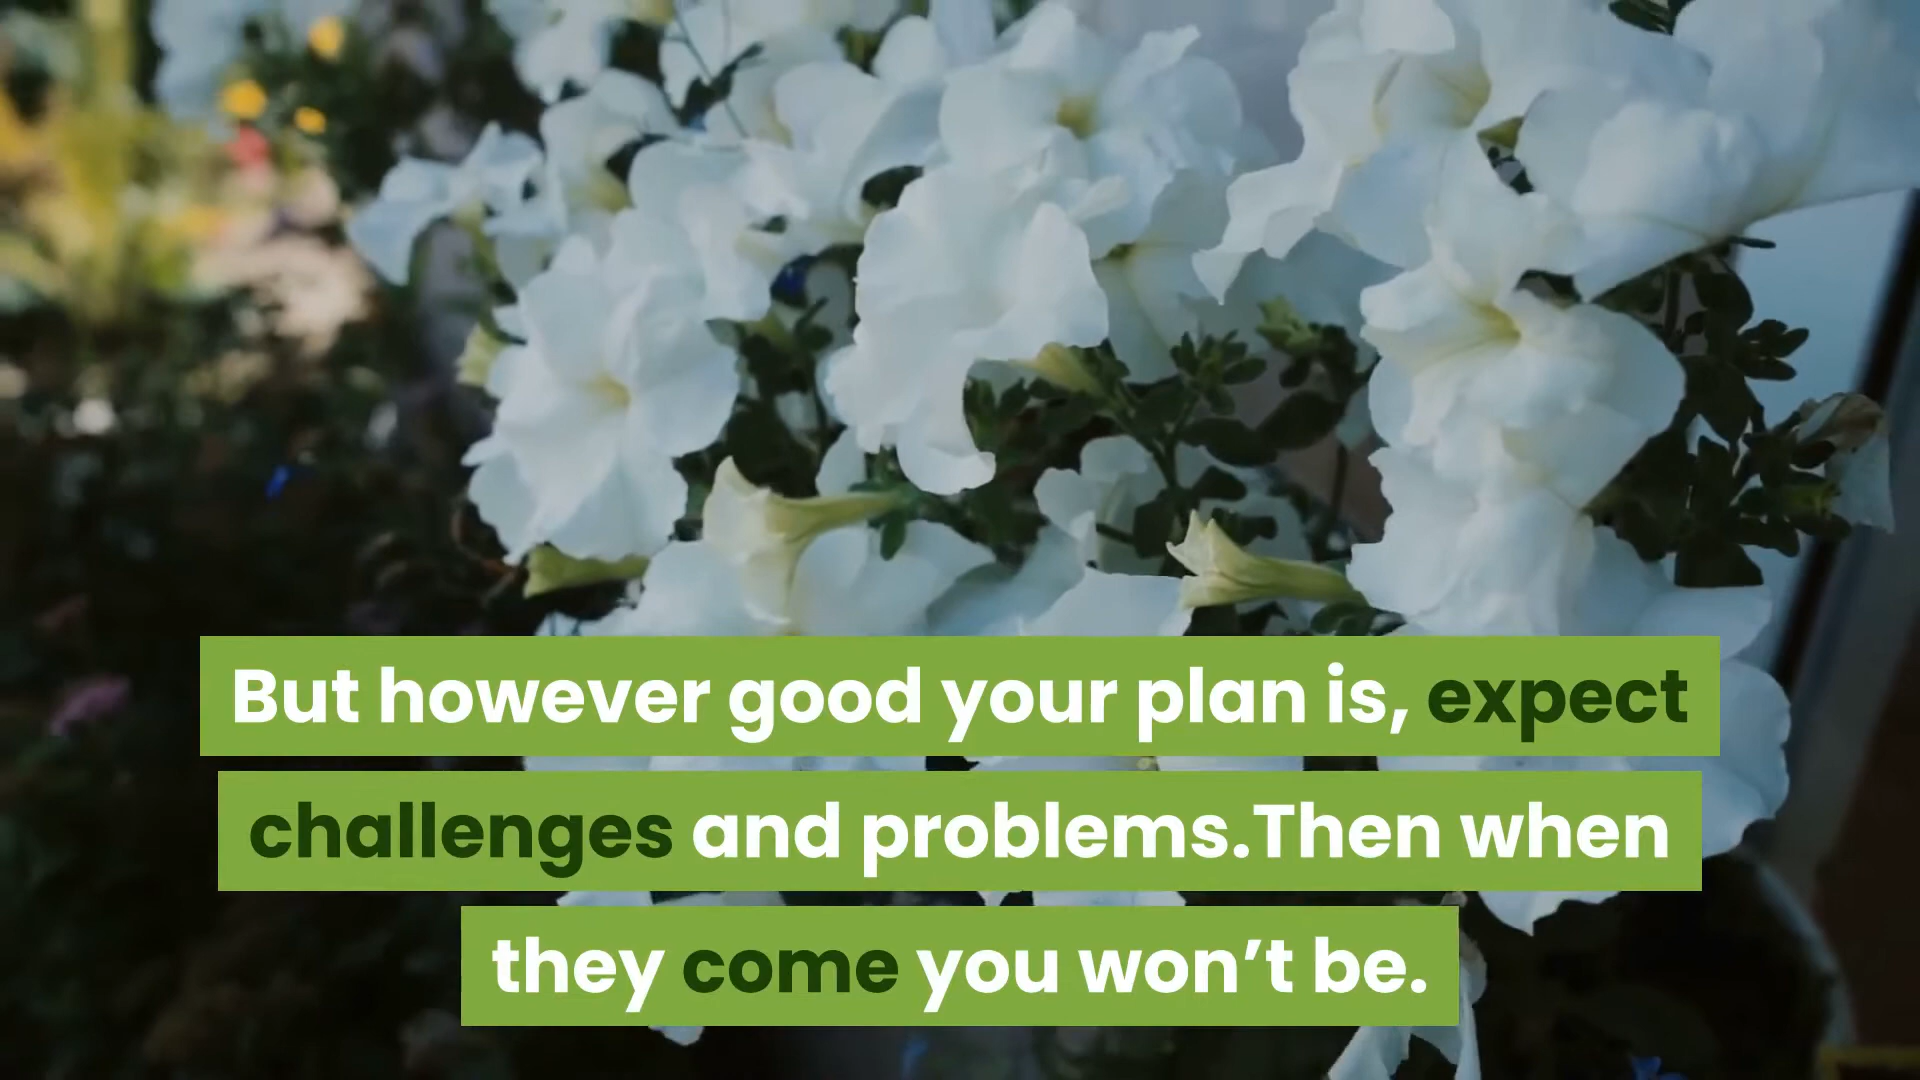 But however good your plan is, expect
challenges and problems.Then when
they come you won’t be.